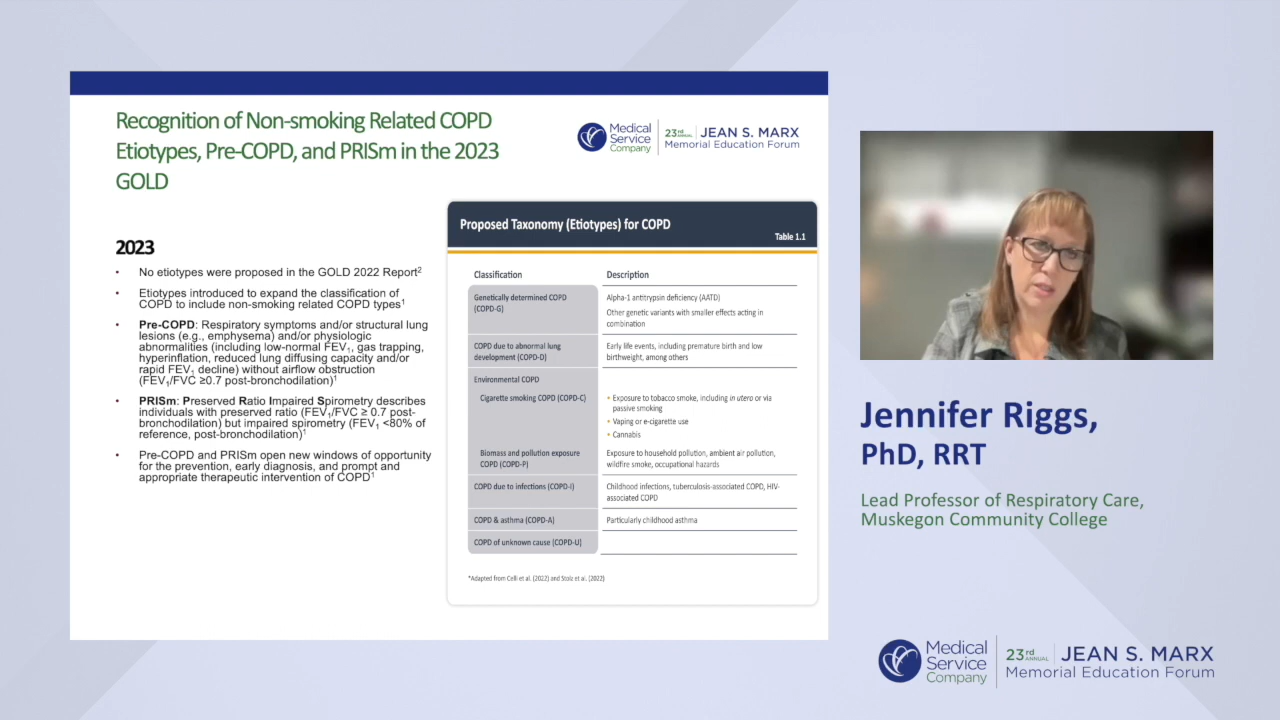 Recognition of Non-smoking Related COPD
Etiotypes, Pre-COPD, and PRISm in the 2023
GOLD
Medical
Service
Company
23rd ANNUAL
JEAN S. MARX
Memorial Education Forum
2023
• No etiotypes were proposed in the GOLD 2022 Report²
• Etiotypes introduced to expand the classification of
COPD to include non-smoking related COPD types¹
• Pre-COPD: Respiratory symptoms and/or structural lung
lesions (e.g., emphysema) and/or physiologic
abnormalities (including low-normal FEV₁, gas trapping,
hyperinflation, reduced lung diffusing capacity and/or
rapid FEV₁ decline) without airflow obstruction
(FEV₁/FVC ≥0.7 post-bronchodilation)¹
• PRISm: Preserved Ratio Impaired Spirometry describes
individuals with preserved ratio (FEV₁/FVC ≥ 0.7 post-
bronchodilation) but impaired spirometry (FEV₁ <80% of
reference, post-bronchodilation)¹
• Pre-COPD and PRISm open new windows of opportunity
for the prevention, early diagnosis, and prompt and
appropriate therapeutic intervention of COPD¹
Proposed Taxonomy (Etiotypes) for COPD
Table 1.1
Classification
Description
Genetically determined COPD
(COPD-G)
Alpha-1 antitrypsin deficiency (AATD)
Other genetic variants with smaller effects acting in
combination
COPD due to abnormal lung
development (COPD-D)
Early life events, including premature birth and low
birthweight, among others
Environmental COPD
Cigarette smoking COPD (COPD-C)
• Exposure to tobacco smoke, including in utero or via
passive smoking
• Vaping or e-cigarette use
• Cannabis
Biomass and pollution exposure
COPD (COPD-P)
Exposure to household pollution, ambient air pollution,
wildfire smoke, occupational hazards
COPD due to infections (COPD-I)
Childhood infections, tuberculosis-associated COPD, HIV-
associated COPD
COPD & asthma (COPD-A)
Particularly childhood asthma
COPD of unknown cause (COPD-U)
*Adapted from Celli et al. (2022) and Stolz et al. (2022)
Jennifer Riggs,
PhD, RRT
Lead Professor of Respiratory Care,
Muskegon Community College
Medical
Service
Company
23rd ANNUAL
JEAN S. MARX
Memorial Education Forum